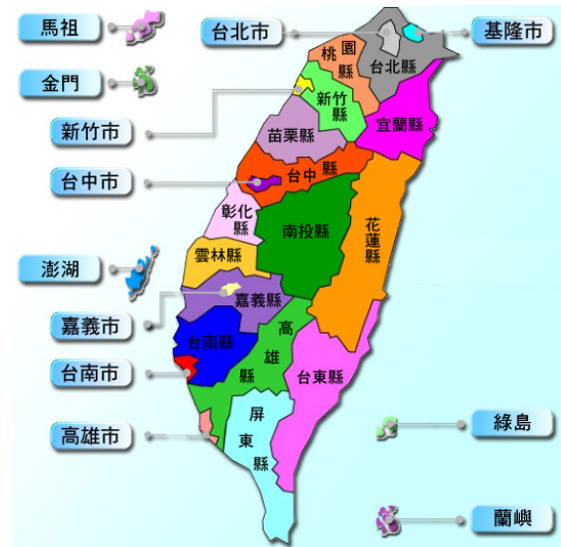 馬祖
台北市
基隆市
桃園縣
台北縣
金門
新竹縣
新竹市
宜蘭縣
苗栗縣
台中縣
台中市
彰化縣
南投縣
花蓮縣
雲林縣
澎湖
嘉義縣
嘉義市
台南縣
高雄縣
台南市
台東縣
屏東縣
高雄市
綠島
蘭嶼